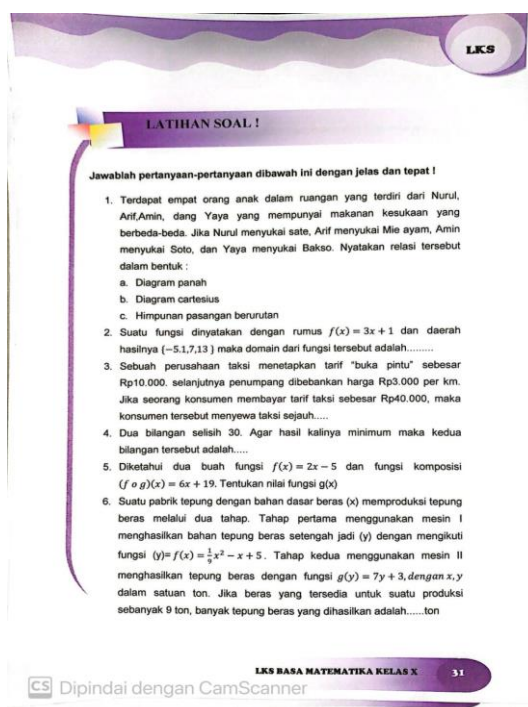 LKS
LATIHAN SOAL !
Jawablah pertanyaan-pertanyaan dibawah ini dengan jelas dan tepat !
1. Terdapat empat orang anak dalam ruangan yang terdiri dari Nurul,
Arif,Amin, dang Yaya yang mempunyai makanan kesukaan yang
berbeda-beda. Jika Nurul menyukai sate, Arif menyukai Mie ayam, Amin
menyukai Soto, dan Yaya menyukai Bakso. Nyatakan relasi tersebut
dalam bentuk :
a. Diagram panah
b. Diagram cartesius
c. Himpunan pasangan berurutan
2. Suatu fungsi dinyatakan dengan rumus f(x) = 3x + 1 dan daerah
hasilnya {−5.1,7,13 } maka domain dari fungsi tersebut adalah.........
3. Sebuah perusahaan taksi menetapkan tarif “buka pintu” sebesar
Rp10.000. selanjutnya penumpang dibebankan harga Rp3.000 per km.
Jika seorang konsumen membayar tarif taksi sebesar Rp40.000, maka
konsumen tersebut menyewa taksi sejauh.....
4. Dua bilangan selisih 30. Agar hasil kalinya minimum maka kedua
bilangan tersebut adalah.....
5. Diketahui dua buah fungsi f(x) = 2x − 5 dan fungsi komposisi
(f o g)(x) = 6x + 19. Tentukan nilai fungsi g(x)
6. Suatu pabrik tepung dengan bahan dasar beras (x) memproduksi tepung
beras melalui dua tahap. Tahap pertama menggunakan mesin I
menghasilkan bahan tepung beras setengah jadi (y) dengan mengikuti
fungsi (y)= f(x) = 1/9 x² − x + 5. Tahap kedua menggunakan mesin II
menghasilkan tepung beras dengan fungsi g(y) = 7y + 3, dengan x, y
dalam satuan ton. Jika beras yang tersedia untuk suatu produksi
sebanyak 9 ton, banyak tepung beras yang dihasilkan adalah......ton
LKS BASA MATEMATIKA KELAS X 31
CS Dipindai dengan CamScanner